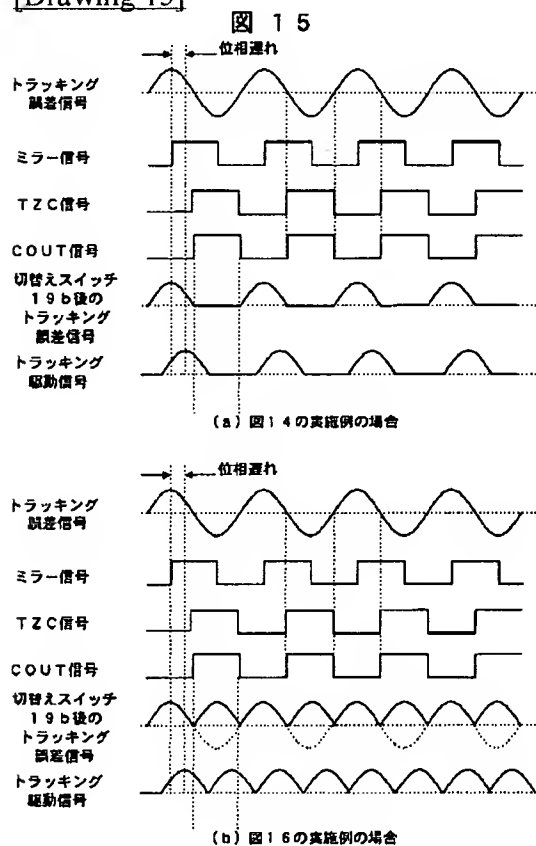 [Drawing 15]
図 15
位相遅れ
トラッキング
誤差信号
ミラー信号
TZC信号
COUT信号
切替えスイッチ
19b後の
トラッキング
誤差信号
トラッキング
駆動信号
(a)図14の実施例の場合
位相遅れ
トラッキング
誤差信号
ミラー信号
TZC信号
COUT信号
切替えスイッチ
19b後の
トラッキング
誤差信号
トラッキング
駆動信号
(b)図16の実施例の場合